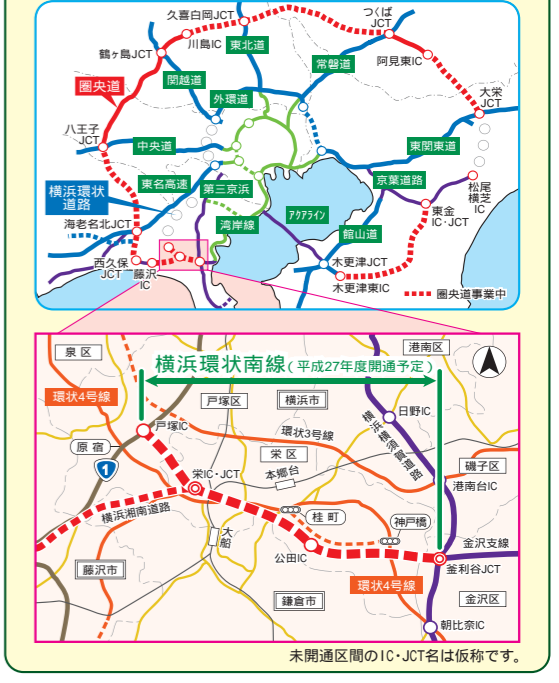 久喜白岡JCT
つくば
JCT
東北道
鶴ヶ島JCT
川島IC
常磐道
阿見東IC
関越道
圏央道
外環道
大栄
JCT
八王子
JCT
中央道
東関東道
東名高速
第三京浜
京葉道路
横浜環状
道路
松尾
横芝
IC
東金
IC・JCT
海老名北JCT
湾岸線
アクアライン
館山道
西久保
JCT
藤沢
IC
木更津JCT
木更津東IC
圏央道事業中
泉区
港南区
横浜環状南線(平成27年度開通予定)
環状4号線
戸塚区
横浜市
日野IC
戸塚IC
環状3号線
横浜横須賀道路
原宿
栄区
磯子区
1
栄IC・JCT
本郷台
港南台IC
横浜湘南道路
桂町
神戸橋
大船
金沢支線
公田IC
釜利谷JCT
藤沢市
環状4号線
鎌倉市
金沢区
朝比奈IC
未開通区間のIC・JCT名は仮称です。